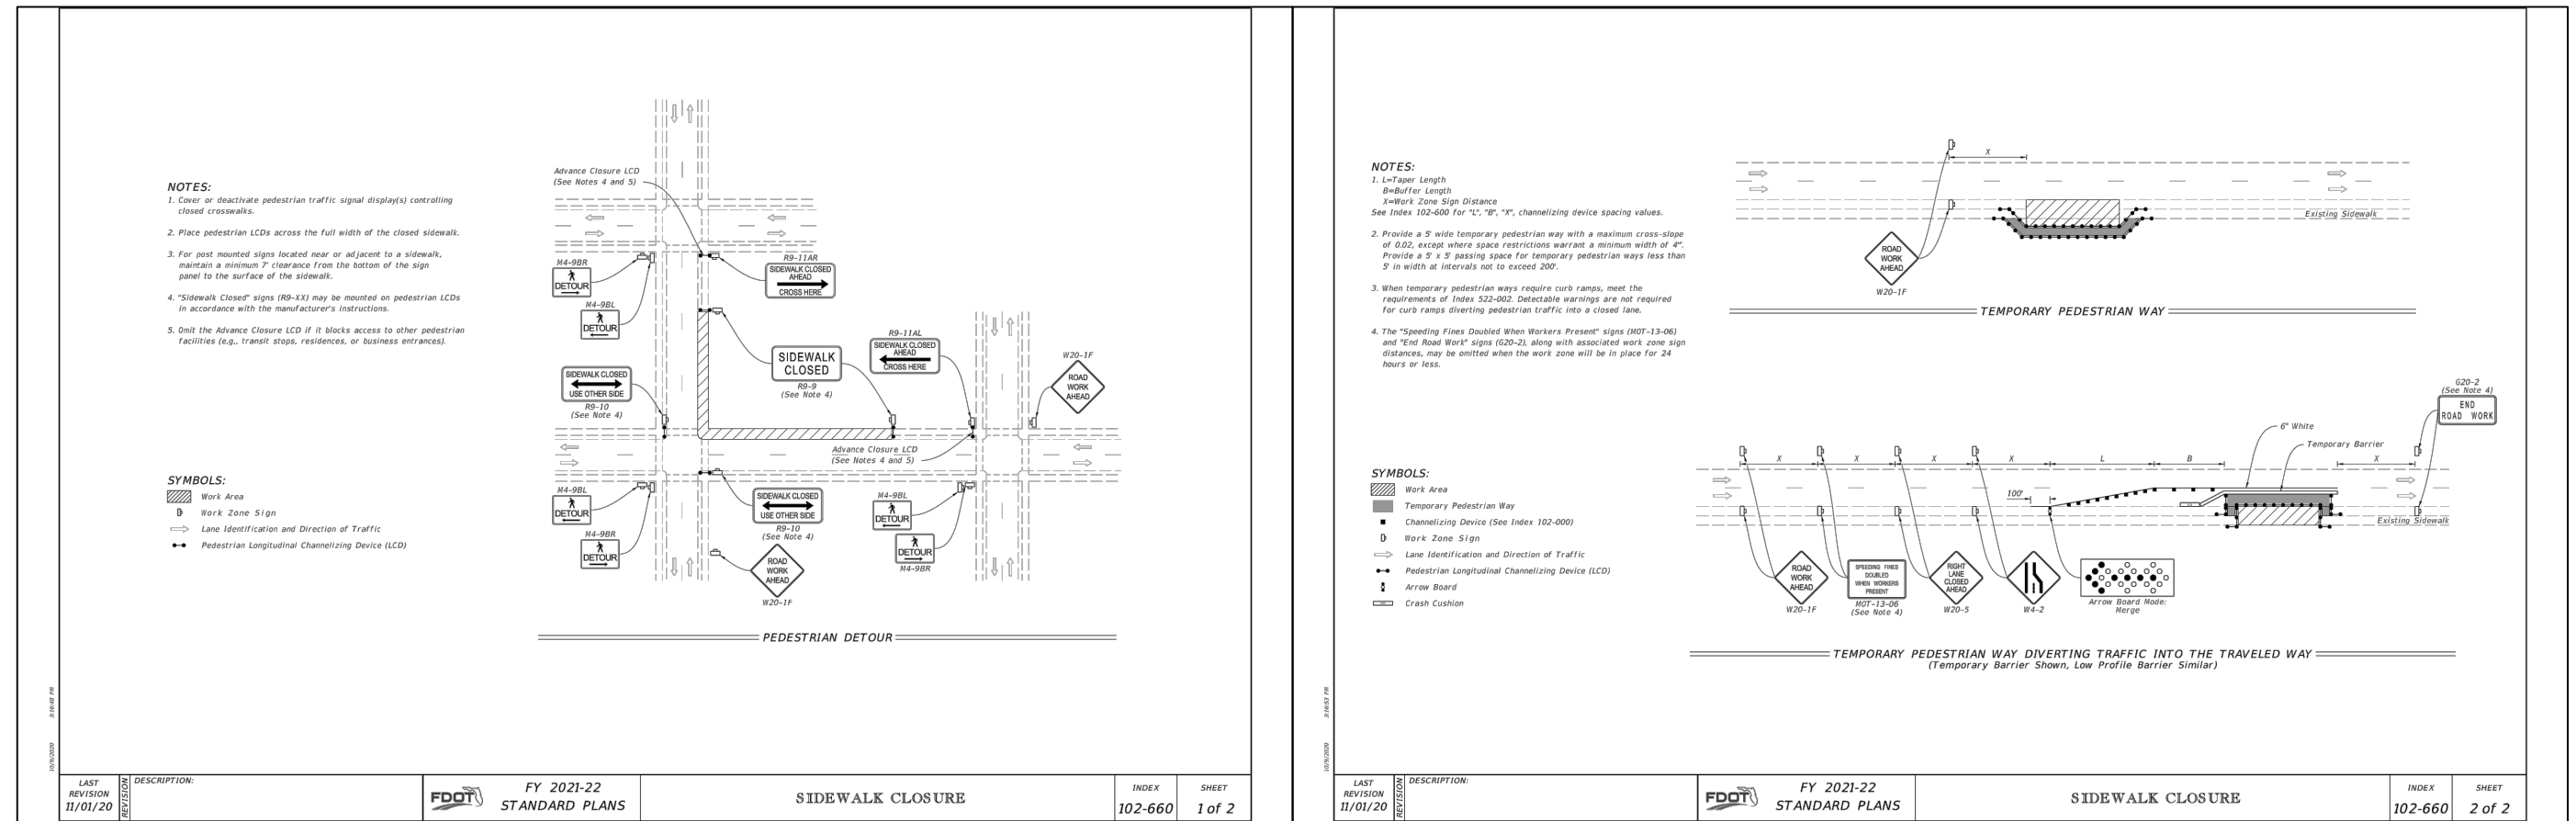 NOTES:
1. Cover or deactivate pedestrian traffic signal display(s) controlling
closed crosswalks.
2. Place pedestrian LCDs across the full width of the closed sidewalk.
3. For post mounted signs located near or adjacent to a sidewalk,
maintain a minimum 7' clearance from the bottom of the sign
panel to the surface of the sidewalk.
4. "Sidewalk Closed" signs (R9-XX) may be mounted on pedestrian LCDs
in accordance with the manufacturer's instructions.
5. Omit the Advance Closure LCD if it blocks access to other pedestrian
facilities (e,g,, transit stops, residences, or business entrances).
SYMBOLS:
Work Area
Work Zone Sign
Lane Identification and Direction of Traffic
Pedestrian Longitudinal Channelizing Device (LCD)
Advance Closure LCD
(See Notes 4 and 5)
M4-9BR
DETOUR
M4-9BL
DETOUR
R9-11AR
SIDEWALK CLOSED
AHEAD
CROSS HERE
SIDEWALK CLOSED
USE OTHER SIDE
R9-10
(See Note 4)
SIDEWALK
CLOSED
R9-9
(See Note 4)
R9-11AL
SIDEWALK CLOSED
AHEAD
CROSS HERE
W20-1F
ROAD
WORK
AHEAD
Advance Closure LCD
(See Notes 4 and 5)
M4-9BL
DETOUR
M4-9BR
DETOUR
SIDEWALK CLOSED
USE OTHER SIDE
R9-10
(See Note 4)
ROAD
WORK
AHEAD
W20-1F
M4-9BL
DETOUR
DETOUR
M4-9BR
PEDESTRIAN DETOUR
10/9/2020
3:16:48 PM
LAST
REVISION
11/01/20
REVISION
DESCRIPTION:
FDOT
FY 2021-22
STANDARD PLANS
SIDEWALK CLOSURE
INDEX
102-660
SHEET
1 of 2
NOTES:
1. L=Taper Length
B=Buffer Length
X=Work Zone Sign Distance
See Index 102-600 for "L", "B", "X", channelizing device spacing values.
2. Provide a 5' wide temporary pedestrian way with a maximum cross-slope
of 0.02, except where space restrictions warrant a minimum width of 4".
Provide a 5' x 5' passing space for temporary pedestrian ways less than
5' in width at intervals not to exceed 200'.
3. When temporary pedestrian ways require curb ramps, meet the
requirements of Index 522-002. Detectable warnings are not required
for curb ramps diverting pedestrian traffic into a closed lane.
4. The "Speeding Fines Doubled When Workers Present" signs (MOT-13-06)
and "End Road Work" signs (G20-2), along with associated work zone sign
distances, may be omitted when the work zone will be in place for 24
hours or less.
SYMBOLS:
Work Area
Temporary Pedestrian Way
Channelizing Device (See Index 102-000)
Work Zone Sign
Lane Identification and Direction of Traffic
Pedestrian Longitudinal Channelizing Device (LCD)
Arrow Board
Crash Cushion
X
Existing Sidewalk
ROAD
WORK
AHEAD
W20-1F
TEMPORARY PEDESTRIAN WAY
G20-2
(See Note 4)
END
ROAD WORK
6" White
Temporary Barrier
X X X X L B X
100'
Existing Sidewalk
ROAD
WORK
AHEAD
W20-1F
SPEEDING FINES
DOUBLED
WHEN WORKERS
PRESENT
MOT-13-06
(See Note 4)
RIGHT
LANE
CLOSED
AHEAD
W20-5
W4-2
Arrow Board Mode:
Merge
TEMPORARY PEDESTRIAN WAY DIVERTING TRAFFIC INTO THE TRAVELED WAY
(Temporary Barrier Shown, Low Profile Barrier Similar)
10/9/2020
3:16:53 PM
LAST
REVISION
11/01/20
REVISION
DESCRIPTION:
FDOT
FY 2021-22
STANDARD PLANS
SIDEWALK CLOSURE
INDEX
102-660
SHEET
2 of 2